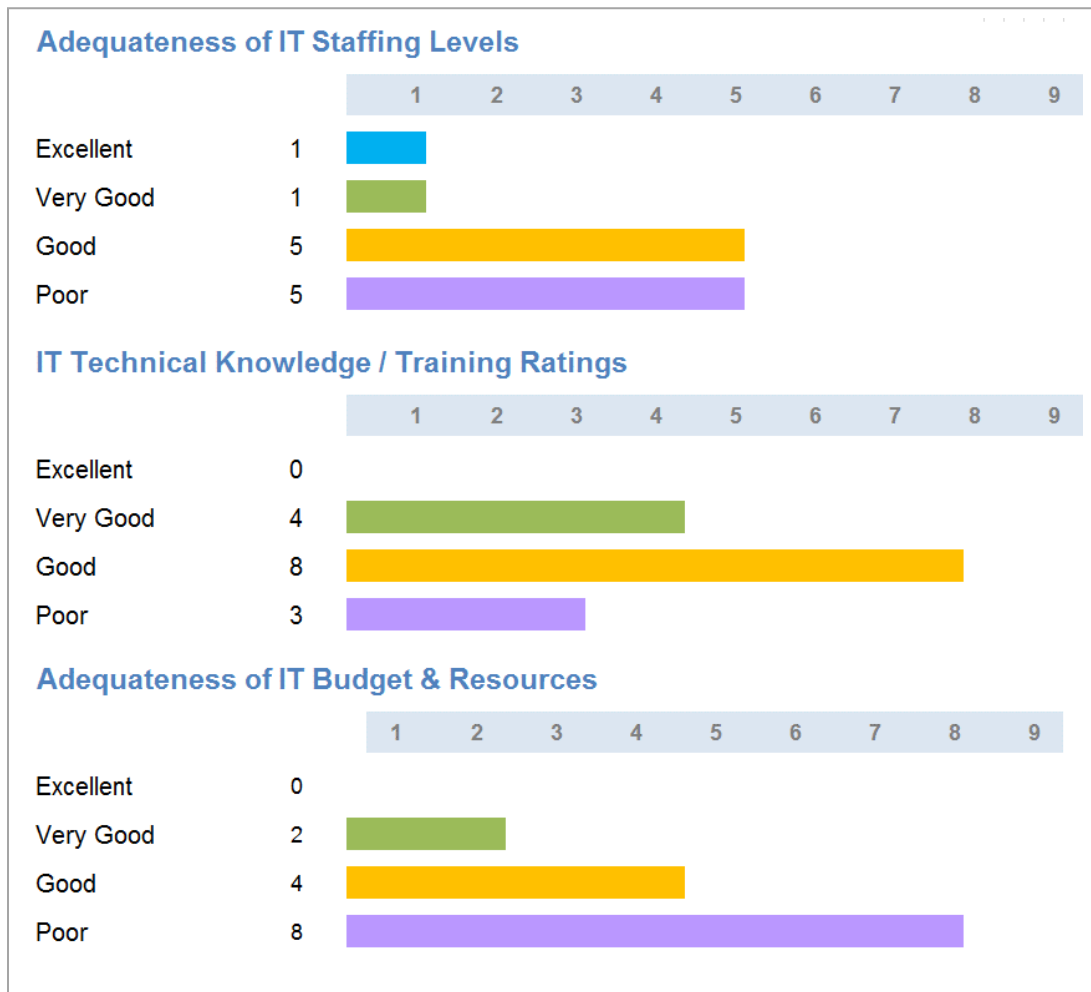 Adequateness of IT Staffing Levels
1 2 3 4 5 6 7 8 9
Excellent 1
Very Good 1
Good 5
Poor 5
IT Technical Knowledge / Training Ratings
1 2 3 4 5 6 7 8 9
Excellent 0
Very Good 4
Good 8
Poor 3
Adequateness of IT Budget & Resources
1 2 3 4 5 6 7 8 9
Excellent 0
Very Good 2
Good 4
Poor 8